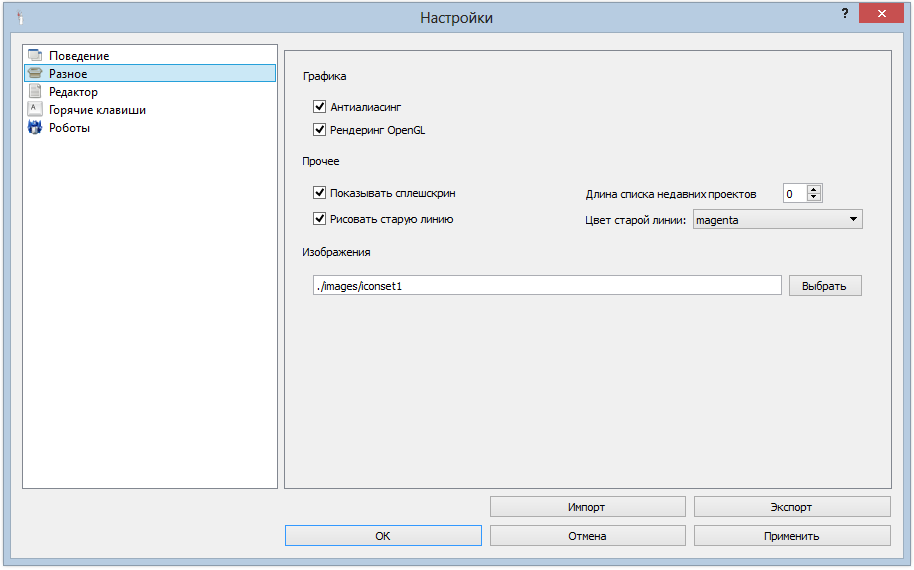 Настройки
?
Поведение
Разное
Редактор
A Горячие клавиши
Роботы
Графика
Антиалиасинг
Рендеринг OpenGL
Прочее
Показывать сплешскрин
Длина списка недавних проектов 0
Рисовать старую линию
Цвет старой линии: magenta
Изображения
./images/iconset1 Выбрать
Импорт Экспорт
OK Отмена Применить